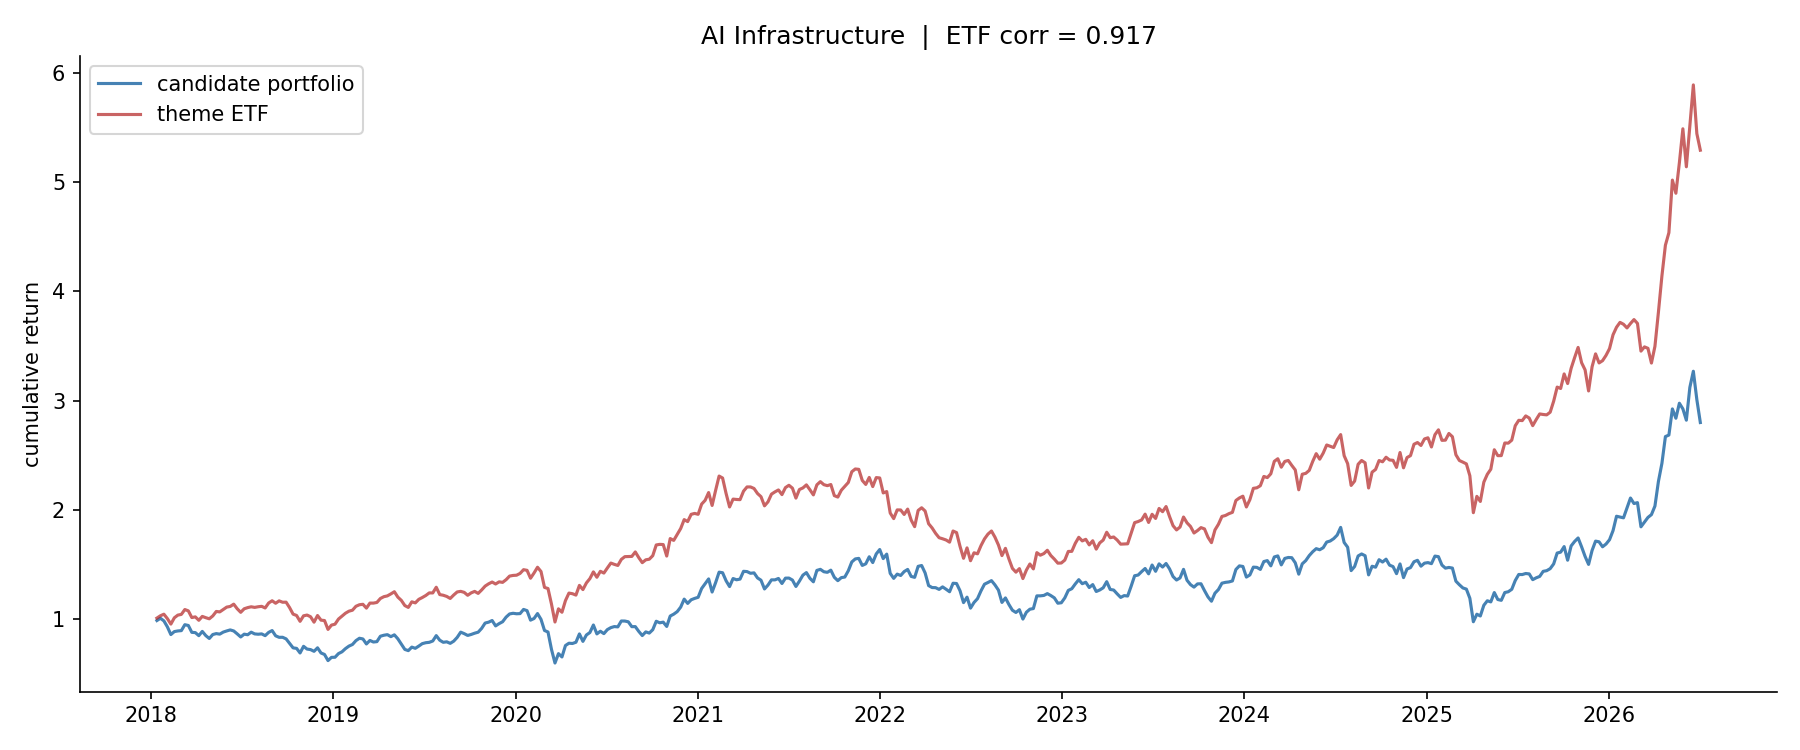 AI Infrastructure | ETF corr = 0.917
candidate portfolio
theme ETF
cumulative return
6
5
4
3
2
1
2018 2019 2020 2021 2022 2023 2024 2025 2026